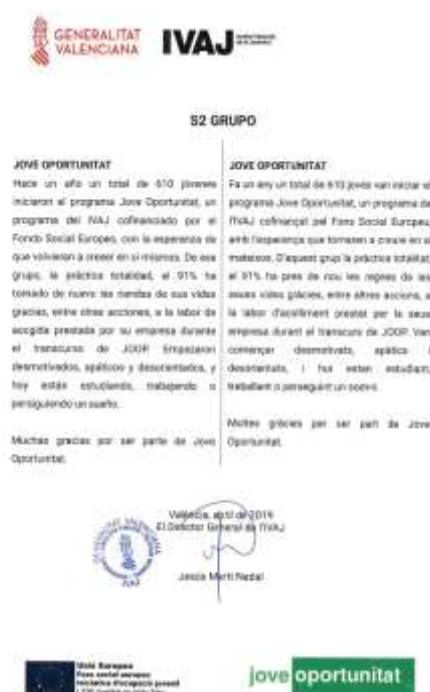 GENERALITAT
VALENCIANA
IVAJ
S2 GRUPO
JOVE OPORTUNITAT
Hace un año un total de 610 jóvenes
iniciaron el programa Jove Oportunitat, un
programa del IVAJ cofinanciado por el
Fondo Social Europeo, con la esperanza de
que volvieran a creer en sí mismos. De ese
grupo, la práctica totalidad, el 91% ha
tomado de nuevo las riendas de sus vidas
gracias, entre otras acciones, a la labor de
acogida prestada por su empresa durante
el transcurso de JOOP. Empezaron
desmotivados, apáticos y desorientados, y
hoy están estudiando, trabajando o
persiguiendo un sueño.
Muchas gracias por ser parte de Jove
Oportunitat.
JOVE OPORTUNITAT
Fa un any un total de 610 joves van iniciar el
programa Jove Oportunitat, un programa de
l'IVAJ cofinançat pel Fons Social Europeu,
amb l'esperança que tornaren a creure en si
mateixos. D'aquest grup la pràctica totalitat,
el 91% ha pres de nou les regnes de les
seues vides gràcies, entre altres accions, a
la labor d'acolliment prestat per la seua
empresa durant el transcurs de JOOP. Van
començar desmotivats, apàtics i
desorientats, i hui estan estudiant,
treballant o perseguint un somni.
Moltes gràcies per ser part de Jove
Oportunitat.
València, abril de 2019
El Director General de l'IVAJ
Jesús Martí Nadal
GENERALITAT VALENCIANA
IVAJ
Unió Europea
Fons social europeu
Iniciativa d'ocupació juvenil
jove oportunitat